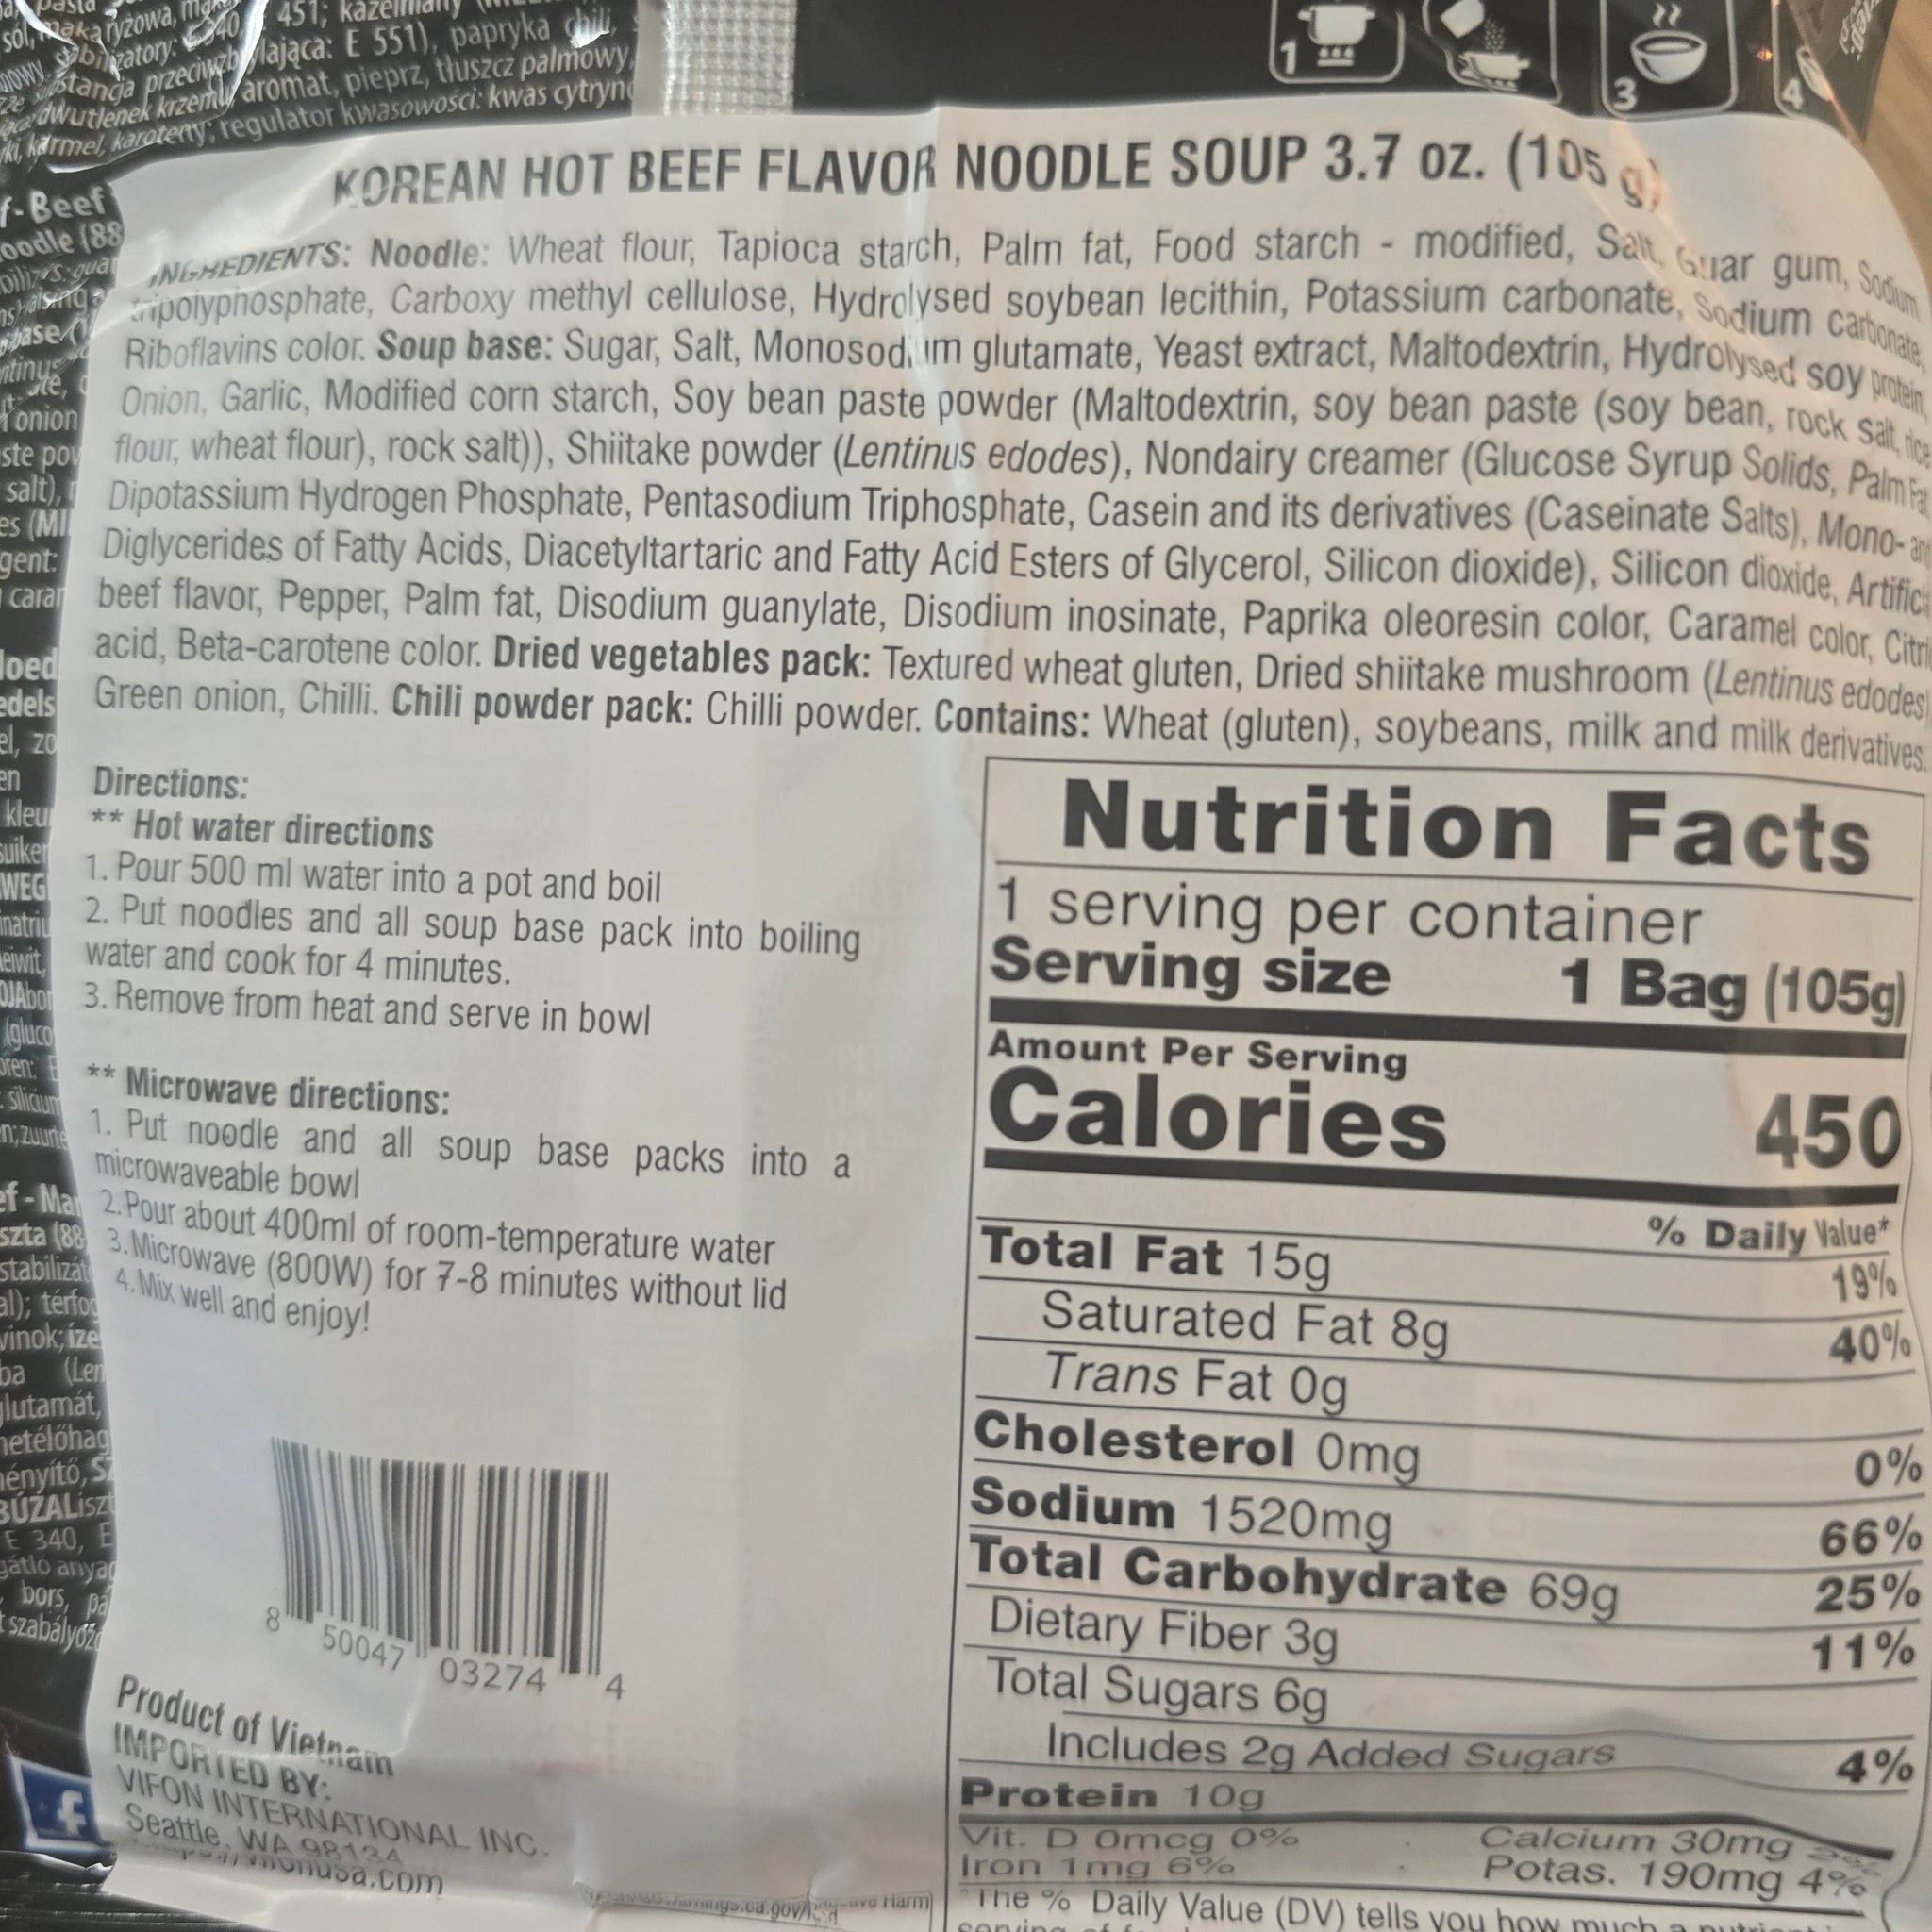 451;
papryka
tłuszcz palmowy,
aromat, pieprz,
regulator kwasowości: kwas
1
3
4
KOREAN HOT BEEF FLAVOR NOODLE SOUP 3.7 oz. (105 g)
INGREDIENTS: Noodle: Wheat flour, Tapioca starch, Palm fat, Food starch - modified, Salt, Guar gum, Sodium
tripolyphosphate, Carboxy methyl cellulose, Hydrolysed soybean lecithin, Potassium carbonate, Sodium carbonate,
Riboflavins color. Soup base: Sugar, Salt, Monosodium glutamate, Yeast extract, Maltodextrin, Hydrolysed soy protein,
Onion, Garlic, Modified corn starch, Soy bean paste powder (Maltodextrin, soy bean paste (soy bean, rock salt, rice
flour, wheat flour), rock salt)), Shiitake powder (Lentinus edodes), Nondairy creamer (Glucose Syrup Solids, Palm Fat
Dipotassium Hydrogen Phosphate, Pentasodium Triphosphate, Casein and its derivatives (Caseinate Salts), Mono-
Diglycerides of Fatty Acids, Diacetyltartaric and Fatty Acid Esters of Glycerol, Silicon dioxide), Silicon dioxide,
beef flavor, Pepper, Palm fat, Disodium guanylate, Disodium inosinate, Paprika oleoresin color, Caramel color,
acid, Beta-carotene color. Dried vegetables pack: Textured wheat gluten, Dried shiitake mushroom (Lentinus edodes)
Green onion, Chilli. Chili powder pack: Chilli powder. Contains: Wheat (gluten), soybeans, milk and milk derivatives.
Directions:
** Hot water directions
1. Pour 500 ml water into a pot and boil
2. Put noodles and all soup base pack into boiling
water and cook for 4 minutes.
3. Remove from heat and serve in bowl
** Microwave directions:
1. Put noodle and all soup base packs into a
microwaveable bowl
2. Pour about 400ml of room-temperature water
3. Microwave (800W) for 7-8 minutes without lid
4. Mix well and enjoy!
8 50047 03274 4
Product of Vietnam
IMPORTED BY:
VIFON INTERNATIONAL INC.
Seattle, WA 98134
f
Nutrition Facts
1 serving per container
Serving size 1 Bag (105g)
Amount Per Serving
Calories 450
% Daily Value*
Total Fat 15g 19%
Saturated Fat 8g 40%
Trans Fat 0g
Cholesterol 0mg 0%
Sodium 1520mg 66%
Total Carbohydrate 69g 25%
Dietary Fiber 3g 11%
Total Sugars 6g
Includes 2g Added Sugars 4%
Protein 10g
Vit. D 0mcg 0% Calcium 30mg 2%
Iron 1mg 6% Potas. 190mg 4%
*The % Daily Value (DV) tells you how much a